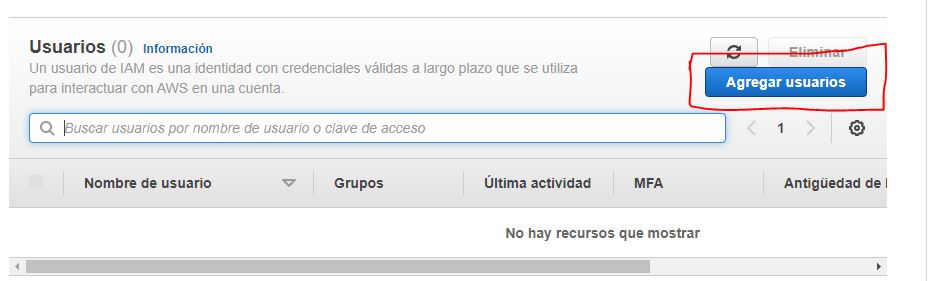 Usuarios (0) Información
Un usuario de IAM es una identidad con credenciales válidas a largo plazo que se utiliza
para interactuar con AWS en una cuenta.
Eliminar
Agregar usuarios
Buscar usuarios por nombre de usuario o clave de acceso
1
Nombre de usuario Grupos Última actividad MFA Antigüedad de
No hay recursos que mostrar